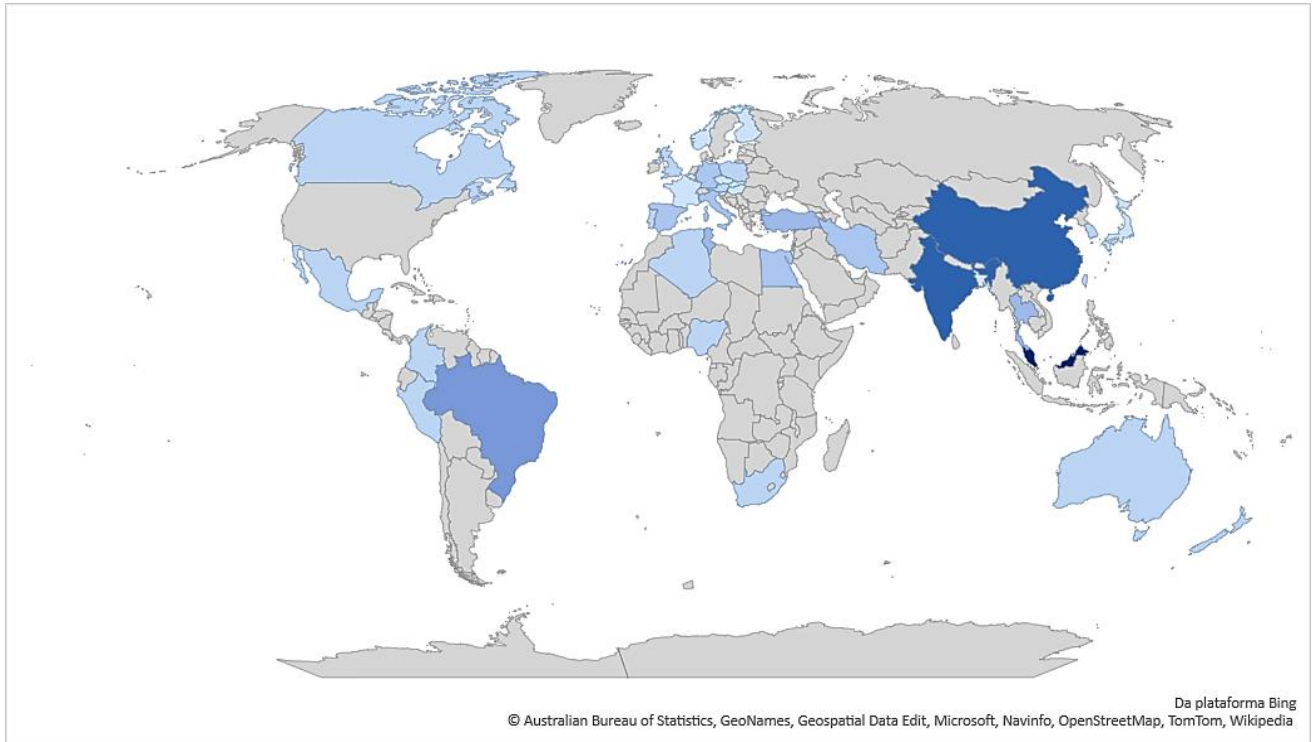 Da plataforma Bing
© Australian Bureau of Statistics, GeoNames, Geospatial Data Edit, Microsoft, Navinfo, OpenStreetMap, TomTom, Wikipedia